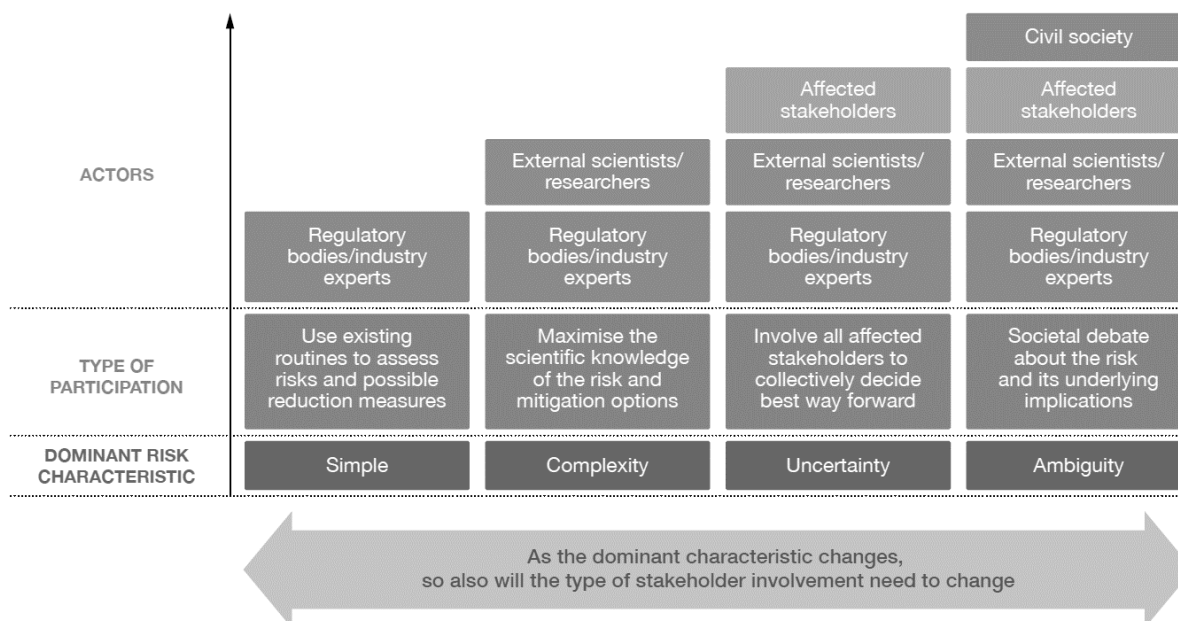 Civil society
Affected
stakeholders
Affected
stakeholders
ACTORS
External scientists/
researchers
External scientists/
researchers
External scientists/
researchers
Regulatory
bodies/industry
experts
Regulatory
bodies/industry
experts
Regulatory
bodies/industry
experts
Regulatory
bodies/industry
experts
TYPE OF
PARTICIPATION
Use existing
routines to assess
risks and possible
reduction measures
Maximise the
scientific knowledge
of the risk and
mitigation options
Involve all affected
stakeholders to
collectively decide
best way forward
Societal debate
about the risk
and its underlying
implications
DOMINANT RISK
CHARACTERISTIC
Simple
Complexity
Uncertainty
Ambiguity
As the dominant characteristic changes,
so also will the type of stakeholder involvement need to change